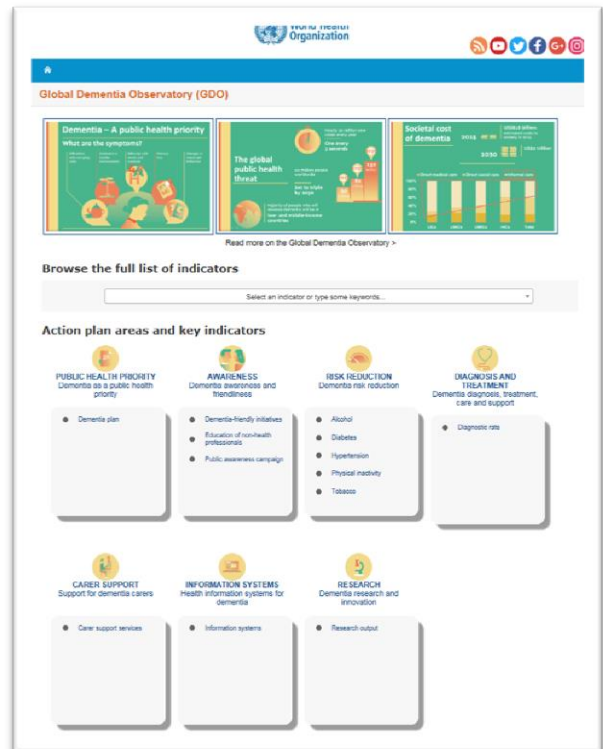 World Health
Organization
Global Dementia Observatory (GDO)
Dementia – A public health priority
What are the symptoms?
The global
public health
threat
One every
3 seconds
Societal cost
of dementia
2015
2030
Read more on the Global Dementia Observatory >
Browse the full list of indicators
Select an indicator or type some keywords...
Action plan areas and key indicators
PUBLIC HEALTH PRIORITY
Dementia as a public health
priority
Dementia plan
AWARENESS
Dementia awareness and
friendliness
Dementia-friendly initiatives
Education of non-health
professionals
Public awareness campaign
RISK REDUCTION
Dementia risk reduction
Alcohol
Diabetes
Hypertension
Physical inactivity
Tobacco
DIAGNOSIS AND
TREATMENT
Dementia diagnosis, treatment,
care and support
Diagnostic rate
CARER SUPPORT
Support for dementia carers
Carer support services
INFORMATION SYSTEMS
Health information systems for
dementia
Information systems
RESEARCH
Dementia research and
innovation
Research output